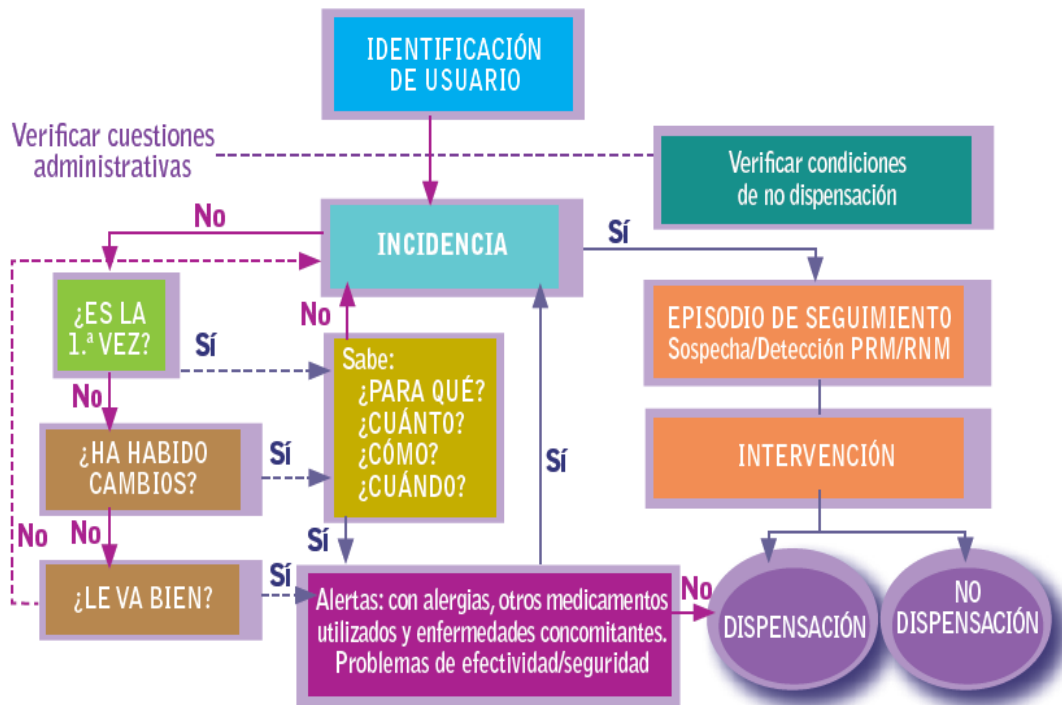 IDENTIFICACIÓN
DE USUARIO
Verificar cuestiones
administrativas
Verificar condiciones
de no dispensación
No
INCIDENCIA
Sí
¿ES LA
1.ª VEZ?
Sí
No
No
Sabe:
¿PARA QUÉ?
¿CUÁNTO?
¿CÓMO?
¿CUÁNDO?
EPISODIO DE SEGUIMIENTO
Sospecha/Detección PRM/RNM
¿HA HABIDO
CAMBIOS?
Sí
Sí
INTERVENCIÓN
No
No
Sí
¿LE VA BIEN?
Sí
Alertas: con alergias, otros medicamentos
utilizados y enfermedades concomitantes.
Problemas de efectividad/seguridad
No
DISPENSACIÓN
NO
DISPENSACIÓN